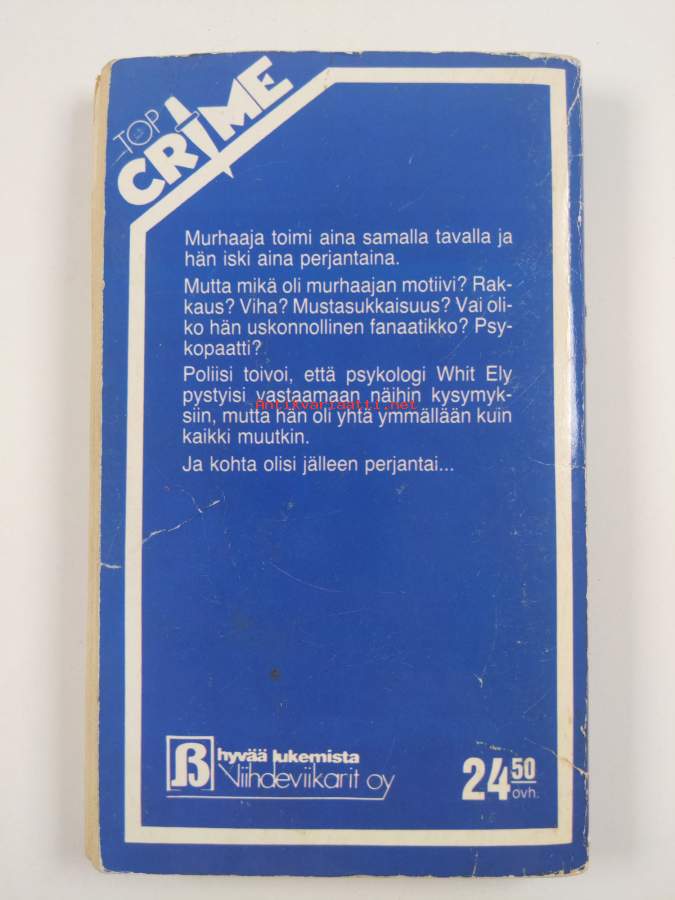 TOP
CRIME
Murhaaja toimi aina samalla tavalla ja
hän iski aina perjantaina.
Mutta mikä oli murhaajan motiivi? Rak-
kaus? Viha? Mustasukkaisuus? Vai oli-
ko hän uskonnollinen fanaatikko? Psy-
kopaatti?
Poliisi toivoi, että psykologi Whit Ely
pystyisi vastaamaan näihin kysymyk-
siin, mutta hän oli yhtä ymmällään kuin
kaikki muutkin.
Ja kohta olisi jälleen perjantai...
Antikvariaatti.net
hyvää lukemista
Viihdeviikarit oy
24 50
ovh.